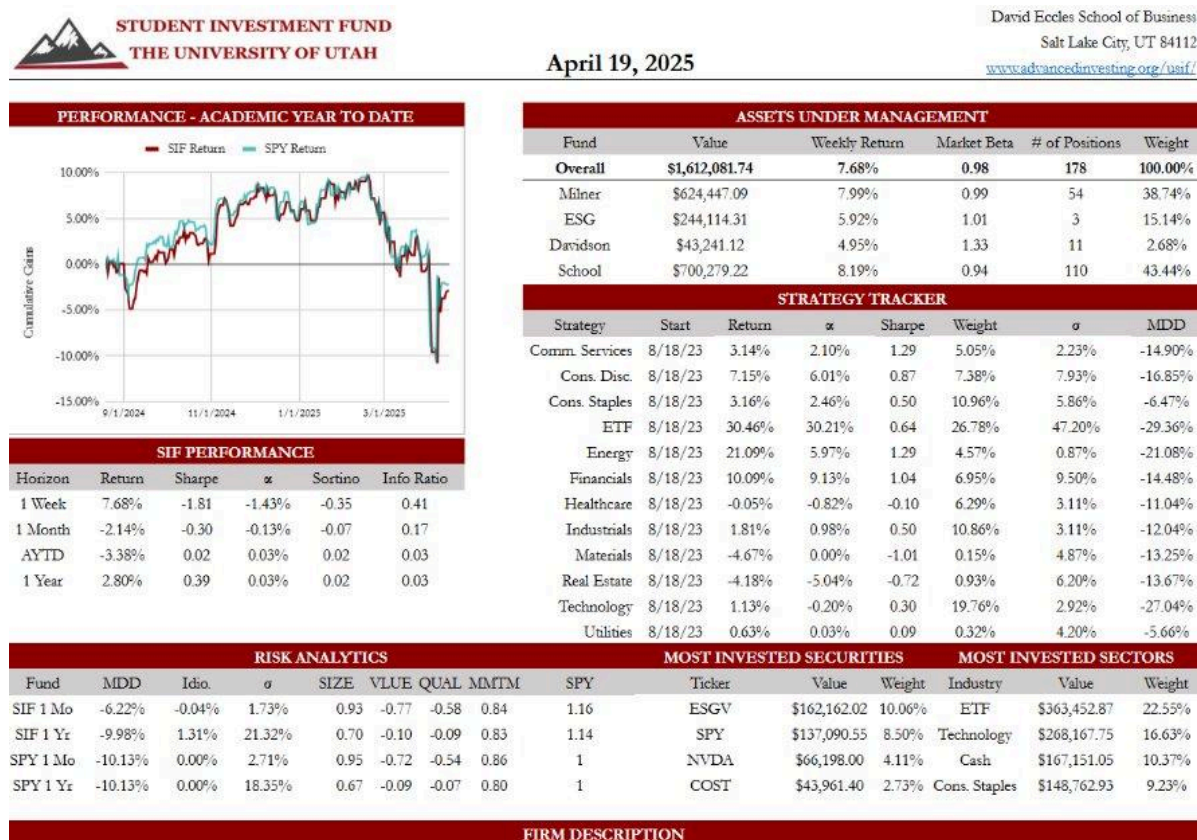 STUDENT INVESTMENT FUND
THE UNIVERSITY OF UTAH
April 19, 2025
David Eccles School of Business
Salt Lake City, UT 84112
www.advancedinvesting.org/usif/
PERFORMANCE - ACADEMIC YEAR TO DATE
SIF Return SPY Return
10.00%
5.00%
0.00%
-5.00%
-10.00%
-15.00%
Cumulative Gains
9/1/2024 11/1/2024 1/1/2025 3/1/2025
SIF PERFORMANCE
Horizon Return Sharpe α Sortino Info Ratio
1 Week 7.68% -1.81 -1.43% -0.35 0.41
1 Month -2.14% -0.30 -0.13% -0.07 0.17
AYTD -3.38% 0.02 0.03% 0.02 0.03
1 Year 2.80% 0.39 0.03% 0.02 0.03
ASSETS UNDER MANAGEMENT
Fund Value Weekly Return Market Beta # of Positions Weight
Overall $1,612,081.74 7.68% 0.98 178 100.00%
Milner $624,447.09 7.99% 0.99 54 38.74%
ESG $244,114.31 5.92% 1.01 3 15.14%
Davidson $43,241.12 4.95% 1.33 11 2.68%
School $700,279.22 8.19% 0.94 110 43.44%
STRATEGY TRACKER
Strategy Start Return α Sharpe Weight σ MDD
Comm. Services 8/18/23 3.14% 2.10% 1.29 5.05% 2.23% -14.90%
Cons. Disc. 8/18/23 7.15% 6.01% 0.87 7.38% 7.93% -16.85%
Cons. Staples 8/18/23 3.16% 2.46% 0.50 10.96% 5.86% -6.47%
ETF 8/18/23 30.46% 30.21% 0.64 26.78% 47.20% -29.36%
Energy 8/18/23 21.09% 5.97% 1.29 4.57% 0.87% -21.08%
Financials 8/18/23 10.09% 9.13% 1.04 6.95% 9.50% -14.48%
Healthcare 8/18/23 -0.05% -0.82% -0.10 6.29% 3.11% -11.04%
Industrials 8/18/23 1.81% 0.98% 0.50 10.86% 3.11% -12.04%
Materials 8/18/23 -4.67% 0.00% -1.01 0.15% 4.87% -13.25%
Real Estate 8/18/23 -4.18% -5.04% -0.72 0.93% 6.20% -13.67%
Technology 8/18/23 1.13% -0.20% 0.30 19.76% 2.92% -27.04%
Utilities 8/18/23 0.63% 0.03% 0.09 0.32% 4.20% -5.66%
RISK ANALYTICS
Fund MDD Idio. σ SIZE VLUE QUAL MMTM SPY
SIF 1 Mo -6.22% -0.04% 1.73% 0.93 -0.77 -0.58 0.84 1.16
SIF 1 Yr -9.98% 1.31% 21.32% 0.70 -0.10 -0.09 0.83 1.14
SPY 1 Mo -10.13% 0.00% 2.71% 0.95 -0.72 -0.54 0.86 1
SPY 1 Yr -10.13% 0.00% 18.35% 0.67 -0.09 -0.07 0.80 1
MOST INVESTED SECURITIES
Ticker Value Weight
ESGV $162,162.02 10.06%
SPY $137,090.55 8.50%
NVDA $66,198.00 4.11%
COST $43,961.40 2.73%
MOST INVESTED SECTORS
Industry Value Weight
ETF $363,452.87 22.55%
Technology $268,167.75 16.63%
Cash $167,151.05 10.37%
Cons. Staples $148,762.93 9.23%
FIRM DESCRIPTION